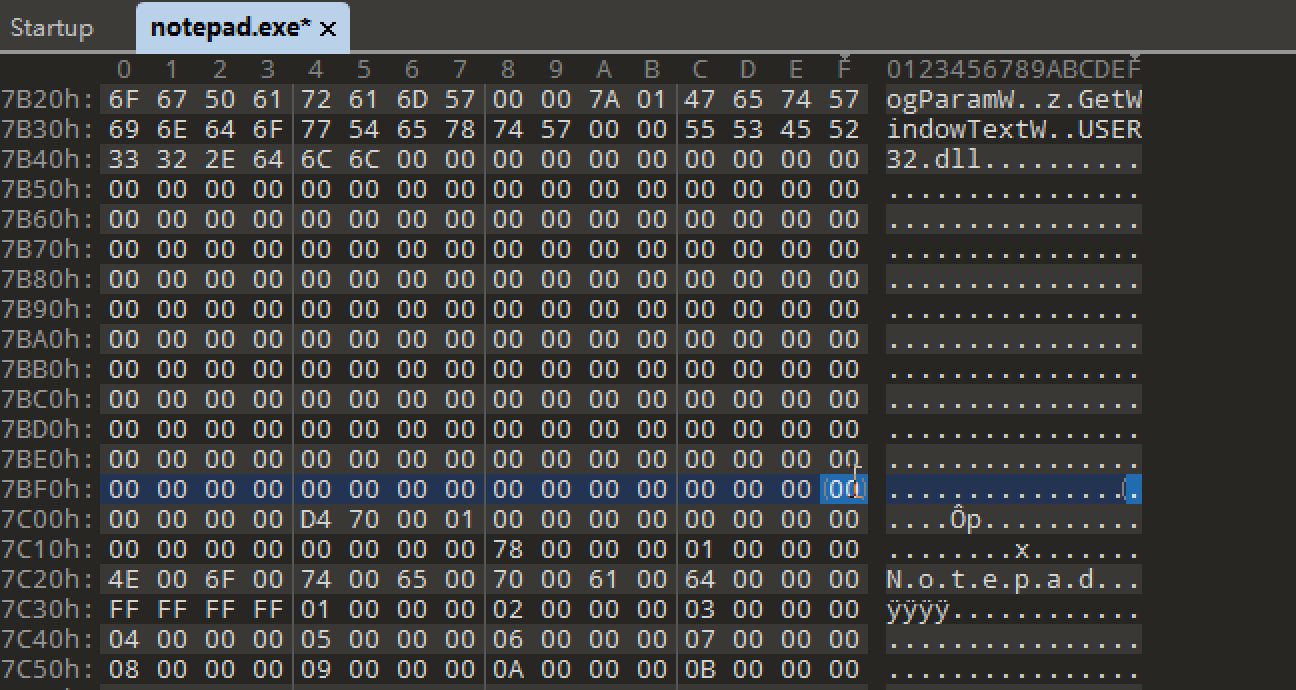 Startup notepad.exe* ×
0 1 2 3 4 5 6 7 8 9 A B C D E F 0123456789ABCDEF
7B20h: 6F 67 50 61 72 61 6D 57 00 00 7A 01 47 65 74 57 ogParamW..z.GetW
7B30h: 69 6E 64 6F 77 54 65 78 74 57 00 00 55 53 45 52 indowTextW..USER
7B40h: 33 32 2E 64 6C 6C 00 00 00 00 00 00 00 00 00 00 32.dll..........
7B50h: 00 00 00 00 00 00 00 00 00 00 00 00 00 00 00 00 ................
7B60h: 00 00 00 00 00 00 00 00 00 00 00 00 00 00 00 00 ................
7B70h: 00 00 00 00 00 00 00 00 00 00 00 00 00 00 00 00 ................
7B80h: 00 00 00 00 00 00 00 00 00 00 00 00 00 00 00 00 ................
7B90h: 00 00 00 00 00 00 00 00 00 00 00 00 00 00 00 00 ................
7BA0h: 00 00 00 00 00 00 00 00 00 00 00 00 00 00 00 00 ................
7BB0h: 00 00 00 00 00 00 00 00 00 00 00 00 00 00 00 00 ................
7BC0h: 00 00 00 00 00 00 00 00 00 00 00 00 00 00 00 00 ................
7BD0h: 00 00 00 00 00 00 00 00 00 00 00 00 00 00 00 00 ................
7BE0h: 00 00 00 00 00 00 00 00 00 00 00 00 00 00 00 00 ................
7BF0h: 00 00 00 00 00 00 00 00 00 00 00 00 00 00 00 00 ................
7C00h: 00 00 00 00 D4 70 00 01 00 00 00 00 00 00 00 00 ....Ôp..........
7C10h: 00 00 00 00 00 00 00 00 78 00 00 00 01 00 00 00 ........x.......
7C20h: 4E 00 6F 00 74 00 65 00 70 00 61 00 64 00 00 00 N.o.t.e.p.a.d...
7C30h: FF FF FF FF 01 00 00 00 02 00 00 00 03 00 00 00 ÿÿÿÿ............
7C40h: 04 00 00 00 05 00 00 00 06 00 00 00 07 00 00 00 ................
7C50h: 08 00 00 00 09 00 00 00 0A 00 00 00 0B 00 00 00 ................